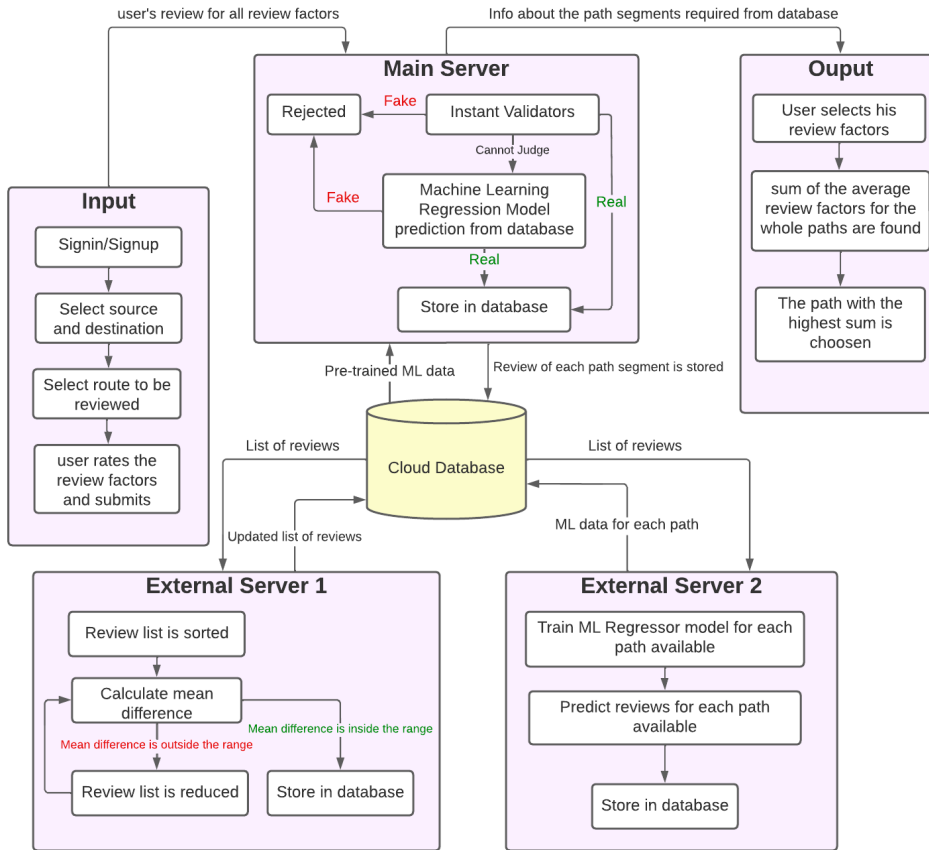 user's review for all review factors
Info about the path segments required from database
Main Server
Rejected
Fake
Instant Validators
Cannot Judge
Machine Learning
Regression Model
prediction from database
Fake
Real
Real
Store in database
Ouput
User selects his
review factors
sum of the average
review factors for the
whole paths are found
The path with the
highest sum is
choosen
Input
Signin/Signup
Select source
and destination
Select route to be
reviewed
user rates the
review factors
and submits
Pre-trained ML data
Review of each path segment is stored
Cloud Database
List of reviews
List of reviews
Updated list of reviews
ML data for each path
External Server 1
Review list is sorted
Calculate mean
difference
Mean difference is outside the range
Mean difference is inside the range
Review list is reduced
Store in database
External Server 2
Train ML Regressor model for each
path available
Predict reviews for each path
available
Store in database